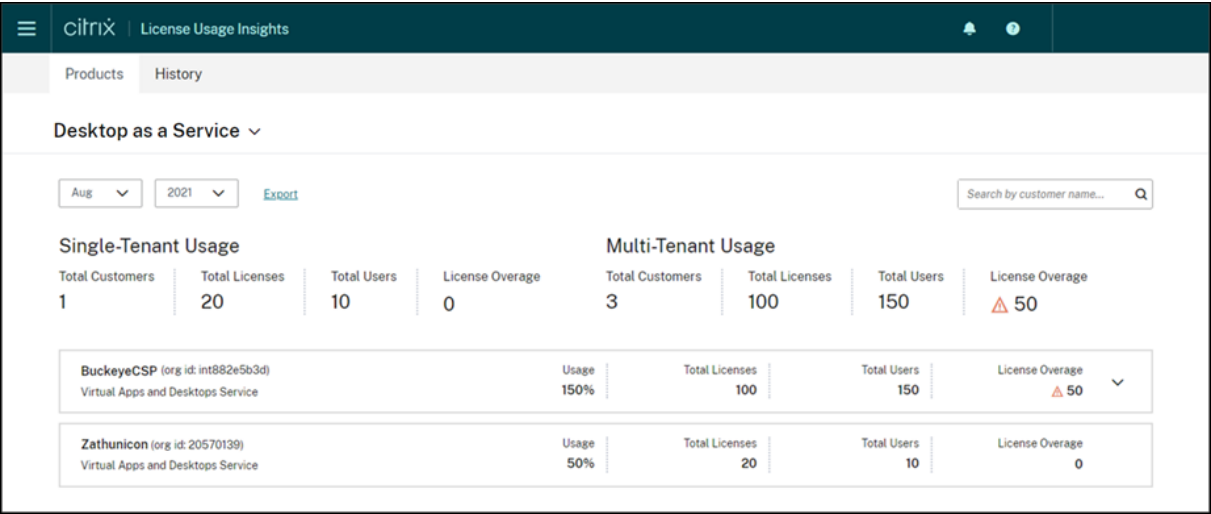 citrix | License Usage Insights
Products History
Desktop as a Service
Aug 2021 Export Search by customer name...
Single-Tenant Usage Multi-Tenant Usage
Total Customers Total Licenses Total Users License Overage Total Customers Total Licenses Total Users License Overage
1 20 10 0 3 100 150 50
BuckeyeCSP (org id: int882e5b3d) Usage Total Licenses Total Users License Overage
Virtual Apps and Desktops Service 150% 100 150 50
Zathunicon (org id: 20570139) Usage Total Licenses Total Users License Overage
Virtual Apps and Desktops Service 50% 20 10 0